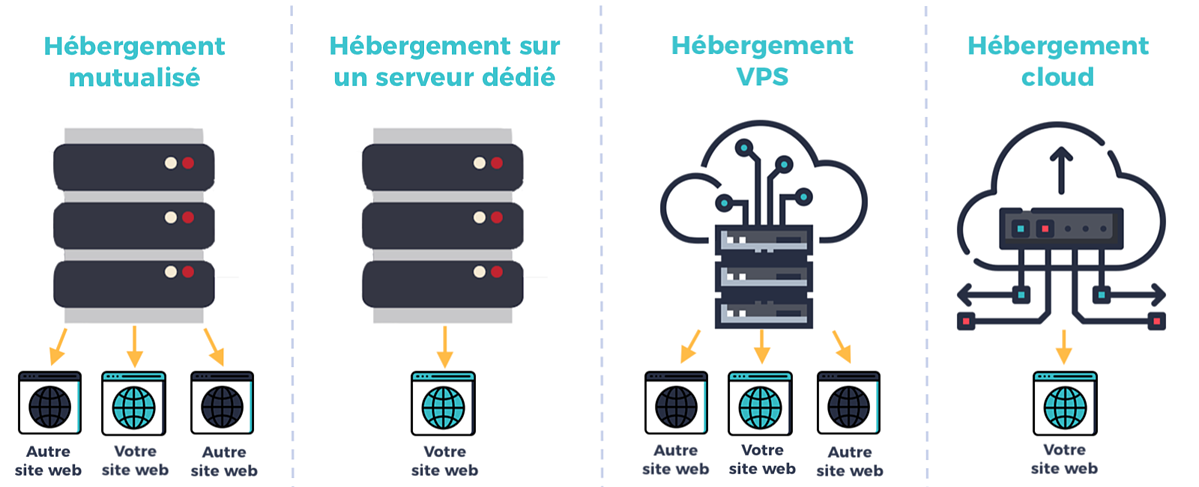 Hébergement
mutualisé
Hébergement sur
un serveur dédié
Hébergement
VPS
Hébergement
cloud
Autre
site web
Votre
site web
Autre
site web
Votre
site web
Autre
site web
Votre
site web
Autre
site web
Votre
site web